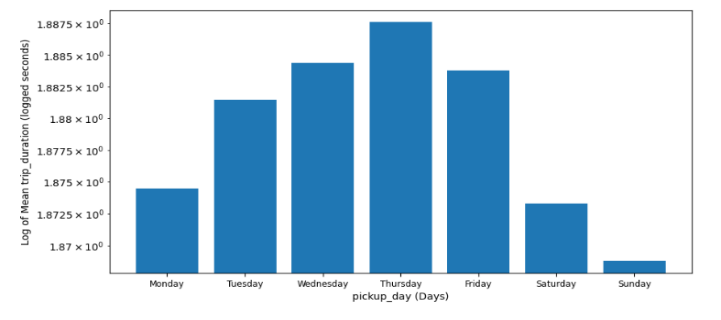 Log of Mean trip_duration (logged seconds)
1.8875 × 10⁰
1.885 × 10⁰
1.8825 × 10⁰
1.88 × 10⁰
1.8775 × 10⁰
1.875 × 10⁰
1.8725 × 10⁰
1.87 × 10⁰
Monday Tuesday Wednesday Thursday Friday Saturday Sunday
pickup_day (Days)